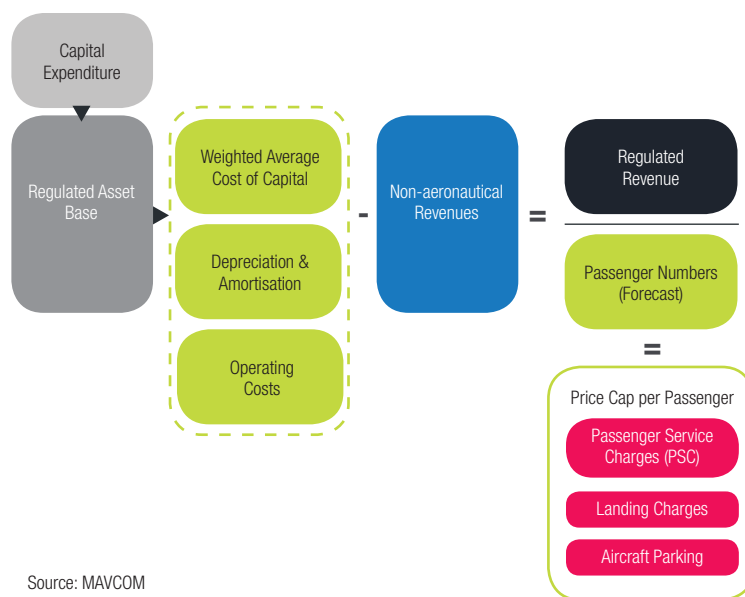 Capital
Expenditure
Regulated Asset
Base
Weighted Average
Cost of Capital
Depreciation &
Amortisation
Operating
Costs
-
Non-aeronautical
Revenues
=
Regulated
Revenue
Passenger Numbers
(Forecast)
=
Price Cap per Passenger
Passenger Service
Charges (PSC)
Landing Charges
Aircraft Parking
Source: MAVCOM